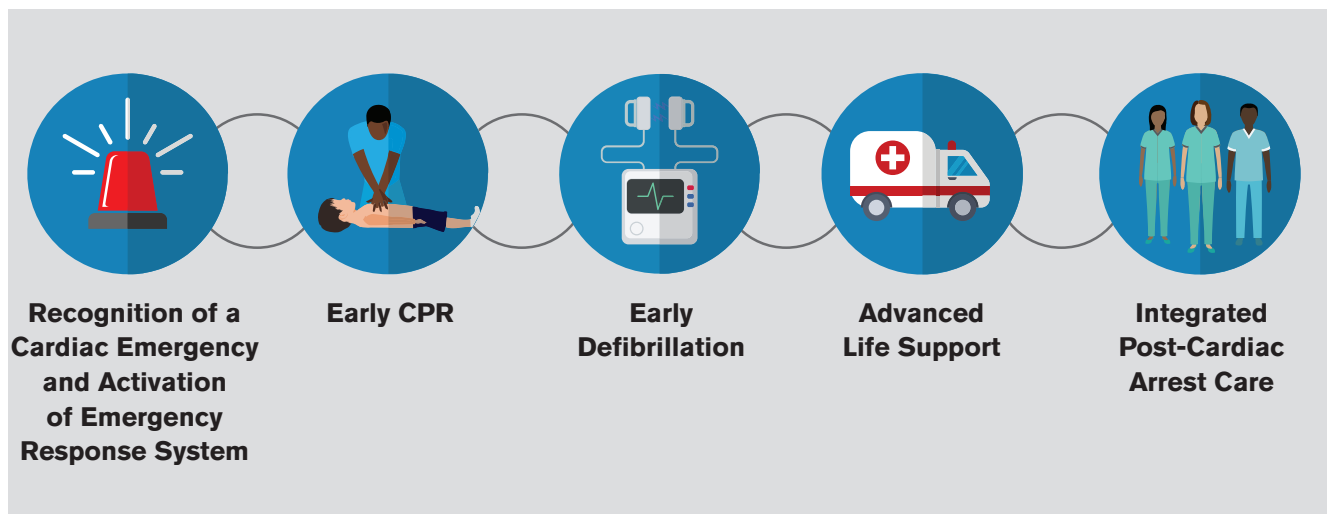 Recognition of a
Cardiac Emergency
and Activation
of Emergency
Response System
Early CPR
Early
Defibrillation
Advanced
Life Support
Integrated
Post-Cardiac
Arrest Care